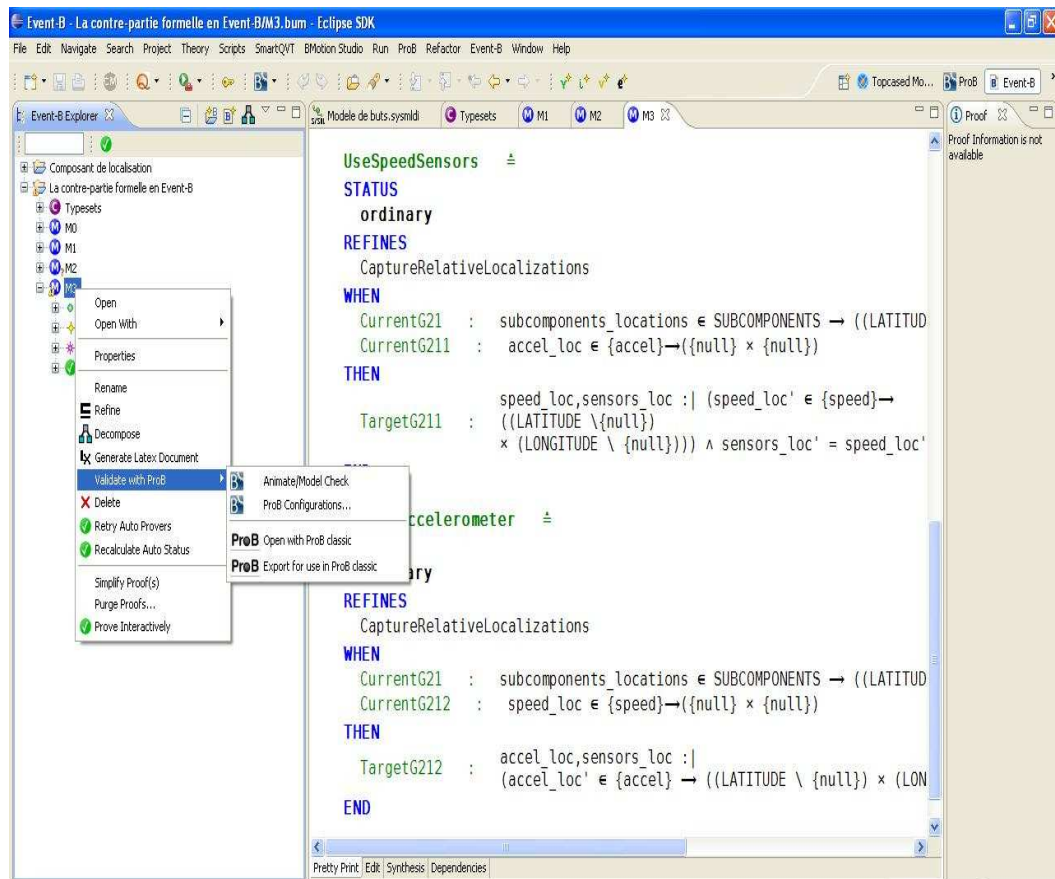 Event-B - La contre-partie formelle en Event-B/M3.bum - Eclipse SDK
File Edit Navigate Search Project Theory Scripts SmartQVT BMotion Studio Run ProB Refactor Event-B Window Help
Topcased Mo... ProB Event-B
Event-B Explorer
Modele de buts.sysmldi Typesets M1 M2 M3
Proof
Proof Information is not
available
Composant de localisation
La contre-partie formelle en Event-B
Typesets
M0
M1
M2
M3
Open
Open With
Properties
Rename
Refine
Decompose
Generate Latex Document
Validate with ProB
Delete
Retry Auto Provers
Recalculate Auto Status
Simplify Proof(s)
Purge Proofs...
Prove Interactively
Animate/Model Check
ProB Configurations...
ProB Open with ProB classic
ProB Export for use in ProB classic
UseSpeedSensors ≙
STATUS
ordinary
REFINES
CaptureRelativeLocalizations
WHEN
CurrentG21 : subcomponents_locations ∈ SUBCOMPONENTS → ((LATITUD
CurrentG211 : accel_loc ∈ {accel}→({null} × {null})
THEN
speed_loc,sensors_loc :| (speed_loc' ∈ {speed}→
TargetG211 : ((LATITUDE \{null})
× (LONGITUDE \ {null}))) ∧ sensors_loc' = speed_loc'
ccelerometer ≙
ary
REFINES
CaptureRelativeLocalizations
WHEN
CurrentG21 : subcomponents_locations ∈ SUBCOMPONENTS → ((LATITUD
CurrentG212 : speed_loc ∈ {speed}→({null} × {null})
THEN
accel_loc,sensors_loc :|
TargetG212 : (accel_loc' ∈ {accel} → ((LATITUDE \ {null}) × (LON
END
Pretty Print Edit Synthesis Dependencies